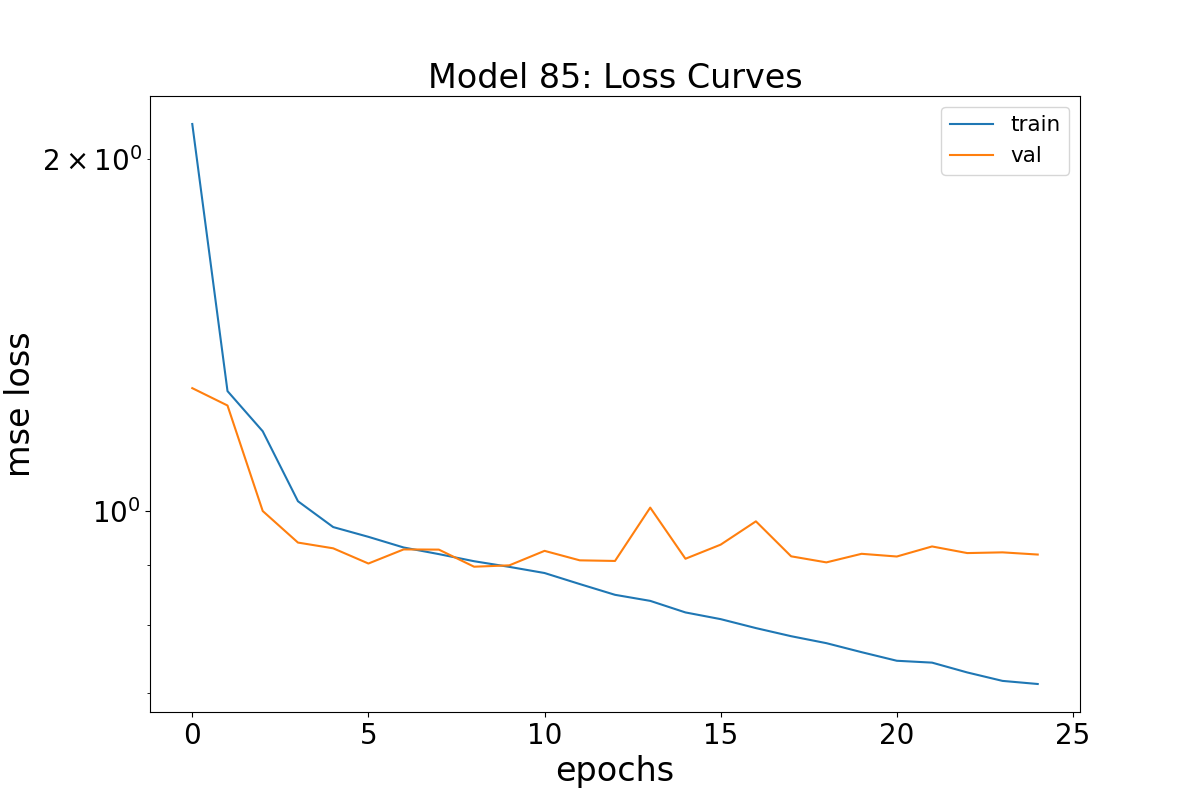 Model 85: Loss Curves
train
val
2 × 10⁰
10⁰
mse loss
0 5 10 15 20 25
epochs